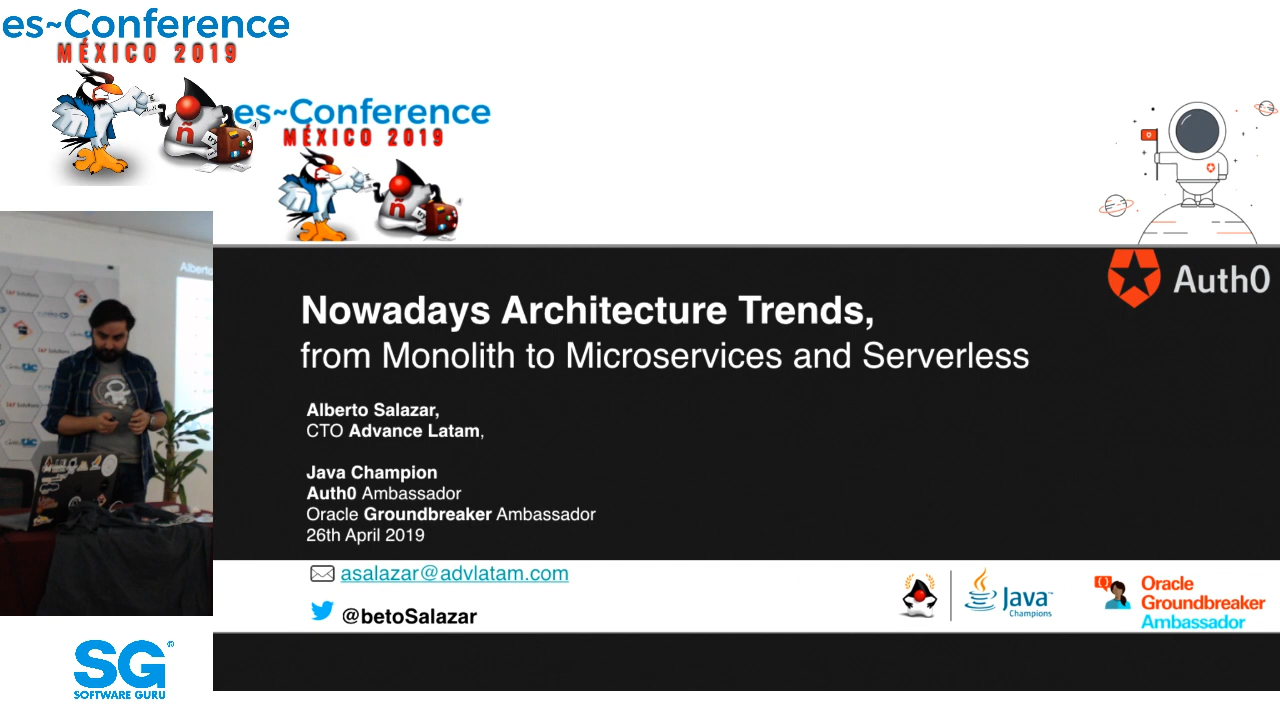 es~Conference
MÉXICO 2019
ñ
es~Conference
MÉXICO 2019
ñ
Auth0
Alberto
Nowadays Architecture Trends,
from Monolith to Microservices and Serverless
Alberto Salazar,
CTO Advance Latam,
Java Champion
Auth0 Ambassador
Oracle Groundbreaker Ambassador
26th April 2019
asalazar@advlatam.com
@betoSalazar
Java™
Champions
Oracle
Groundbreaker
Ambassador
SG®
SOFTWARE GURU